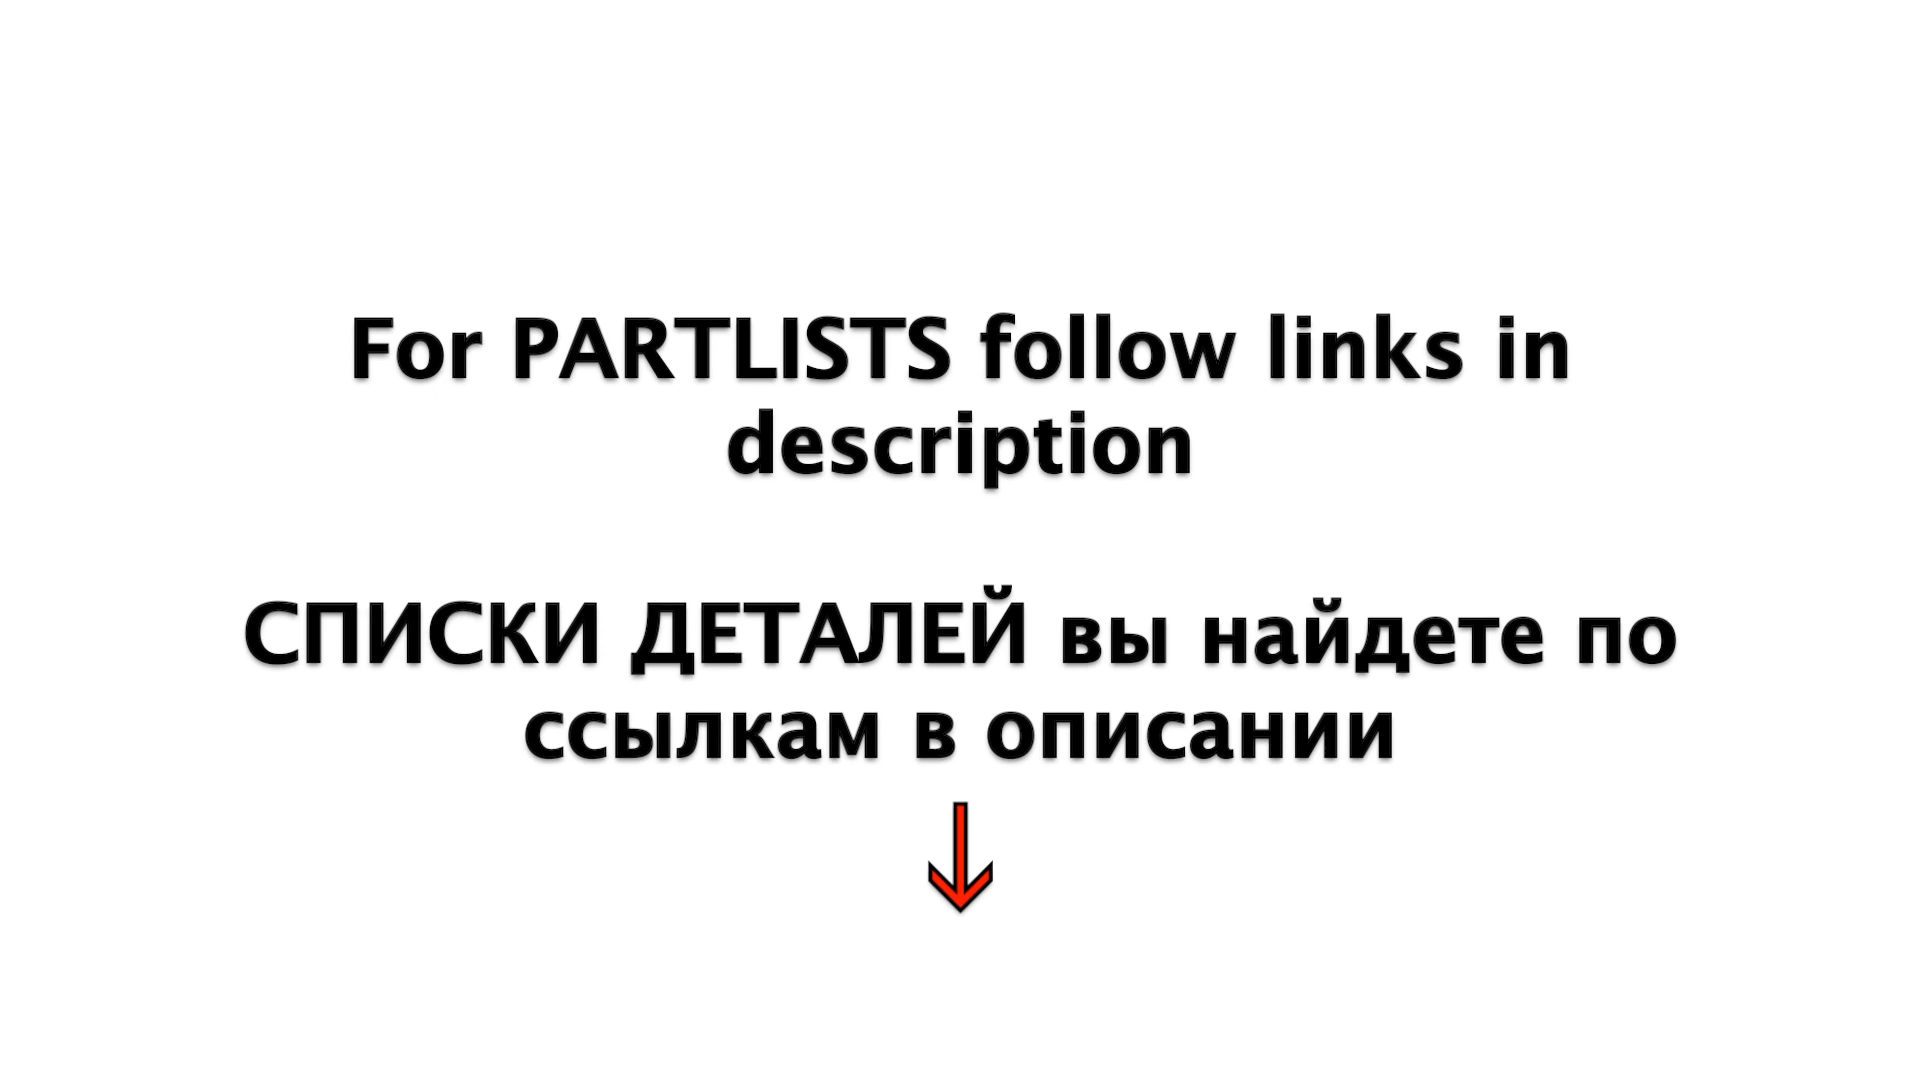 For PARTLISTS follow links in
description
СПИСКИ ДЕТАЛЕЙ вы найдете по
ссылкам в описании